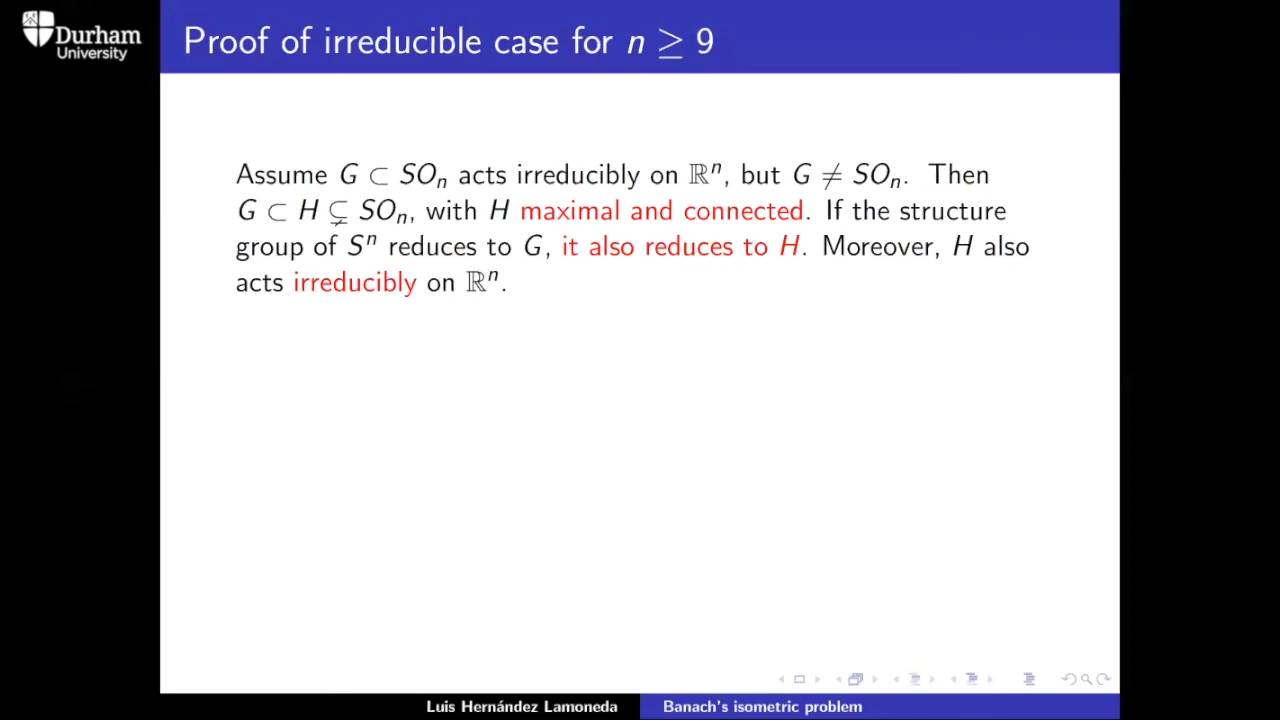 Durham
University
Proof of irreducible case for n ≥ 9
Assume G ⊂ SOₙ acts irreducibly on ℝⁿ, but G ≠ SOₙ. Then
G ⊂ H ⊊ SOₙ, with H maximal and connected. If the structure
group of Sⁿ reduces to G, it also reduces to H. Moreover, H also
acts irreducibly on ℝⁿ.
Luis Hernández Lamoneda
Banach's isometric problem